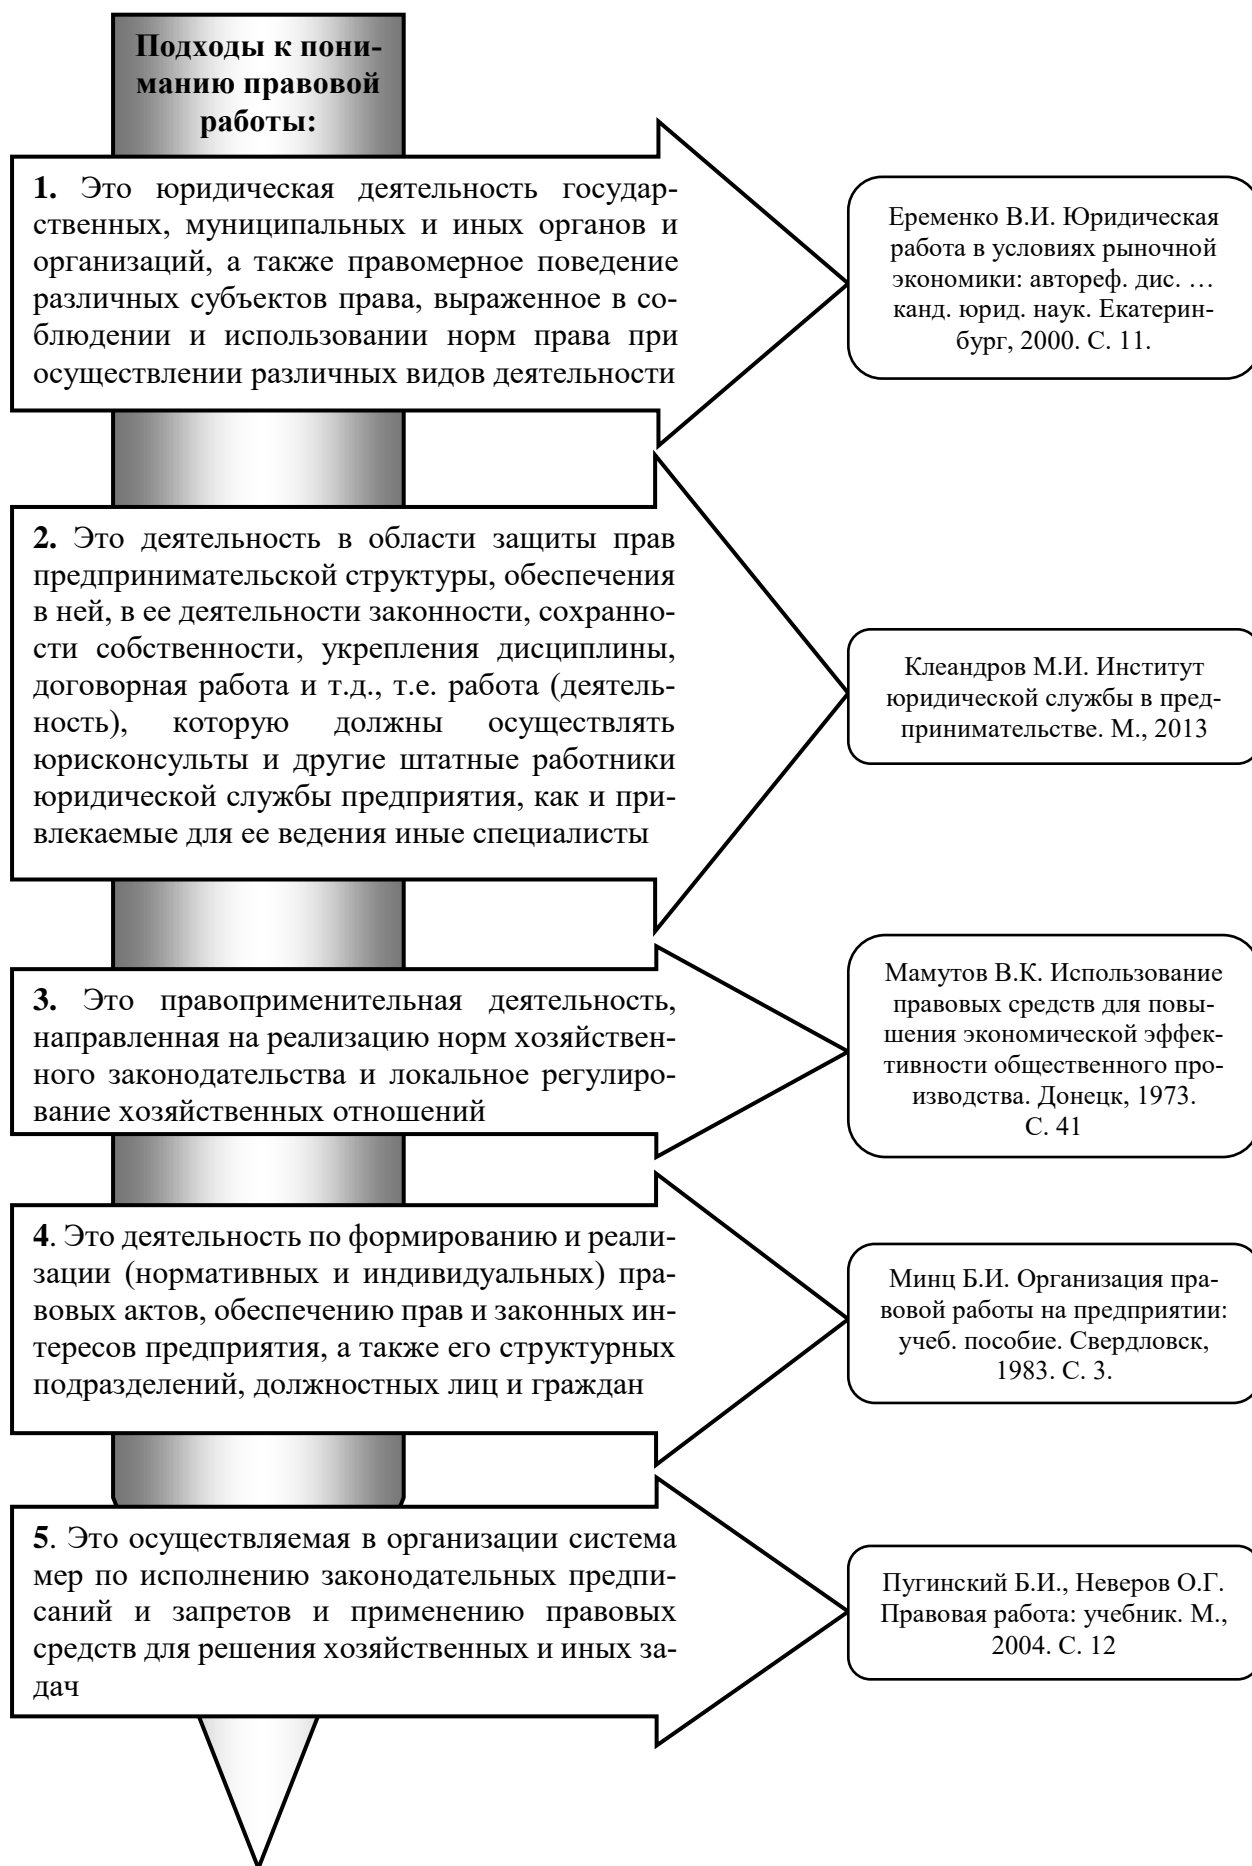 Подходы к пони-
манию правовой
работы:
1. Это юридическая деятельность государ-
ственных, муниципальных и иных органов и
организаций, а также правомерное поведение
различных субъектов права, выраженное в со-
блюдении и использовании норм права при
осуществлении различных видов деятельности
Еременко В.И. Юридическая
работа в условиях рыночной
экономики: автореф. дис. …
канд. юрид. наук. Екатерин-
бург, 2000. С. 11.
2. Это деятельность в области защиты прав
предпринимательской структуры, обеспечения
в ней, в ее деятельности законности, сохранно-
сти собственности, укрепления дисциплины,
договорная работа и т.д., т.е. работа (деятель-
ность), которую должны осуществлять
юрисконсульты и другие штатные работники
юридической службы предприятия, как и при-
влекаемые для ее ведения иные специалисты
Клеандров М.И. Институт
юридической службы в пред-
принимательстве. М., 2013
3. Это правоприменительная деятельность,
направленная на реализацию норм хозяйствен-
ного законодательства и локальное регулиро-
вание хозяйственных отношений
Мамутов В.К. Использование
правовых средств для повы-
шения экономической эффек-
тивности общественного про-
изводства. Донецк, 1973.
С. 41
4. Это деятельность по формированию и реали-
зации (нормативных и индивидуальных) пра-
вовых актов, обеспечению прав и законных ин-
тересов предприятия, а также его структурных
подразделений, должностных лиц и граждан
Минц Б.И. Организация пра-
вовой работы на предприятии:
учеб. пособие. Свердловск,
1983. С. 3.
5. Это осуществляемая в организации система
мер по исполнению законодательных предпи-
саний и запретов и применению правовых
средств для решения хозяйственных и иных за-
дач
Пугинский Б.И., Неверов О.Г.
Правовая работа: учебник. М.,
2004. С. 12